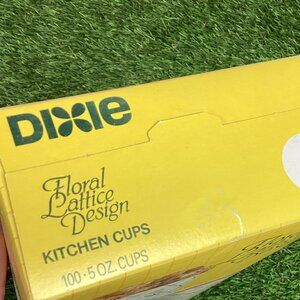 DIXIE
Floral
Lattice
Design
KITCHEN CUPS
100 · 5 OZ. CUPS